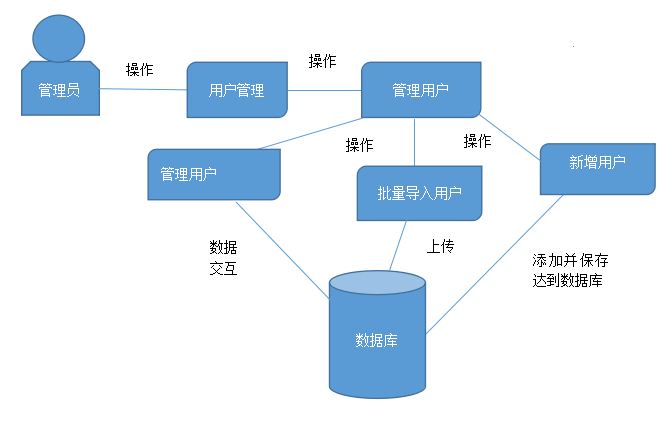 操作
操作
管理员
用户管理
管理用户
操作
操作
管理用户
批量导入用户
新增用户
数据
交互
上传
添加并保存
达到数据库
数据库